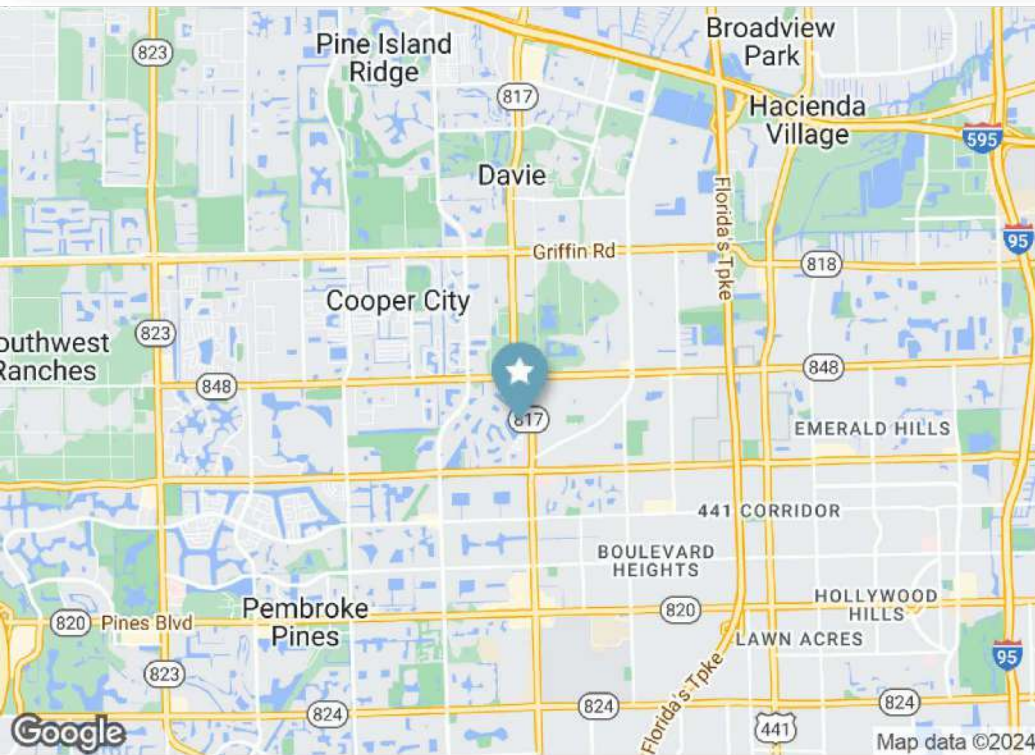 Broadview
Park
Pine Island
Ridge
823
817
Hacienda
Village
595
Davie
Florida's Tpke
95
Griffin Rd
818
Cooper City
823
outhwest
Ranches
848
848
817
EMERALD HILLS
441 CORRIDOR
BOULEVARD
HEIGHTS
HOLLYWOOD
HILLS
Pembroke
Pines
820
Pines Blvd
820
LAWN ACRES
95
823
Florida's Tpke
824
824
441
Google
Map data ©2024